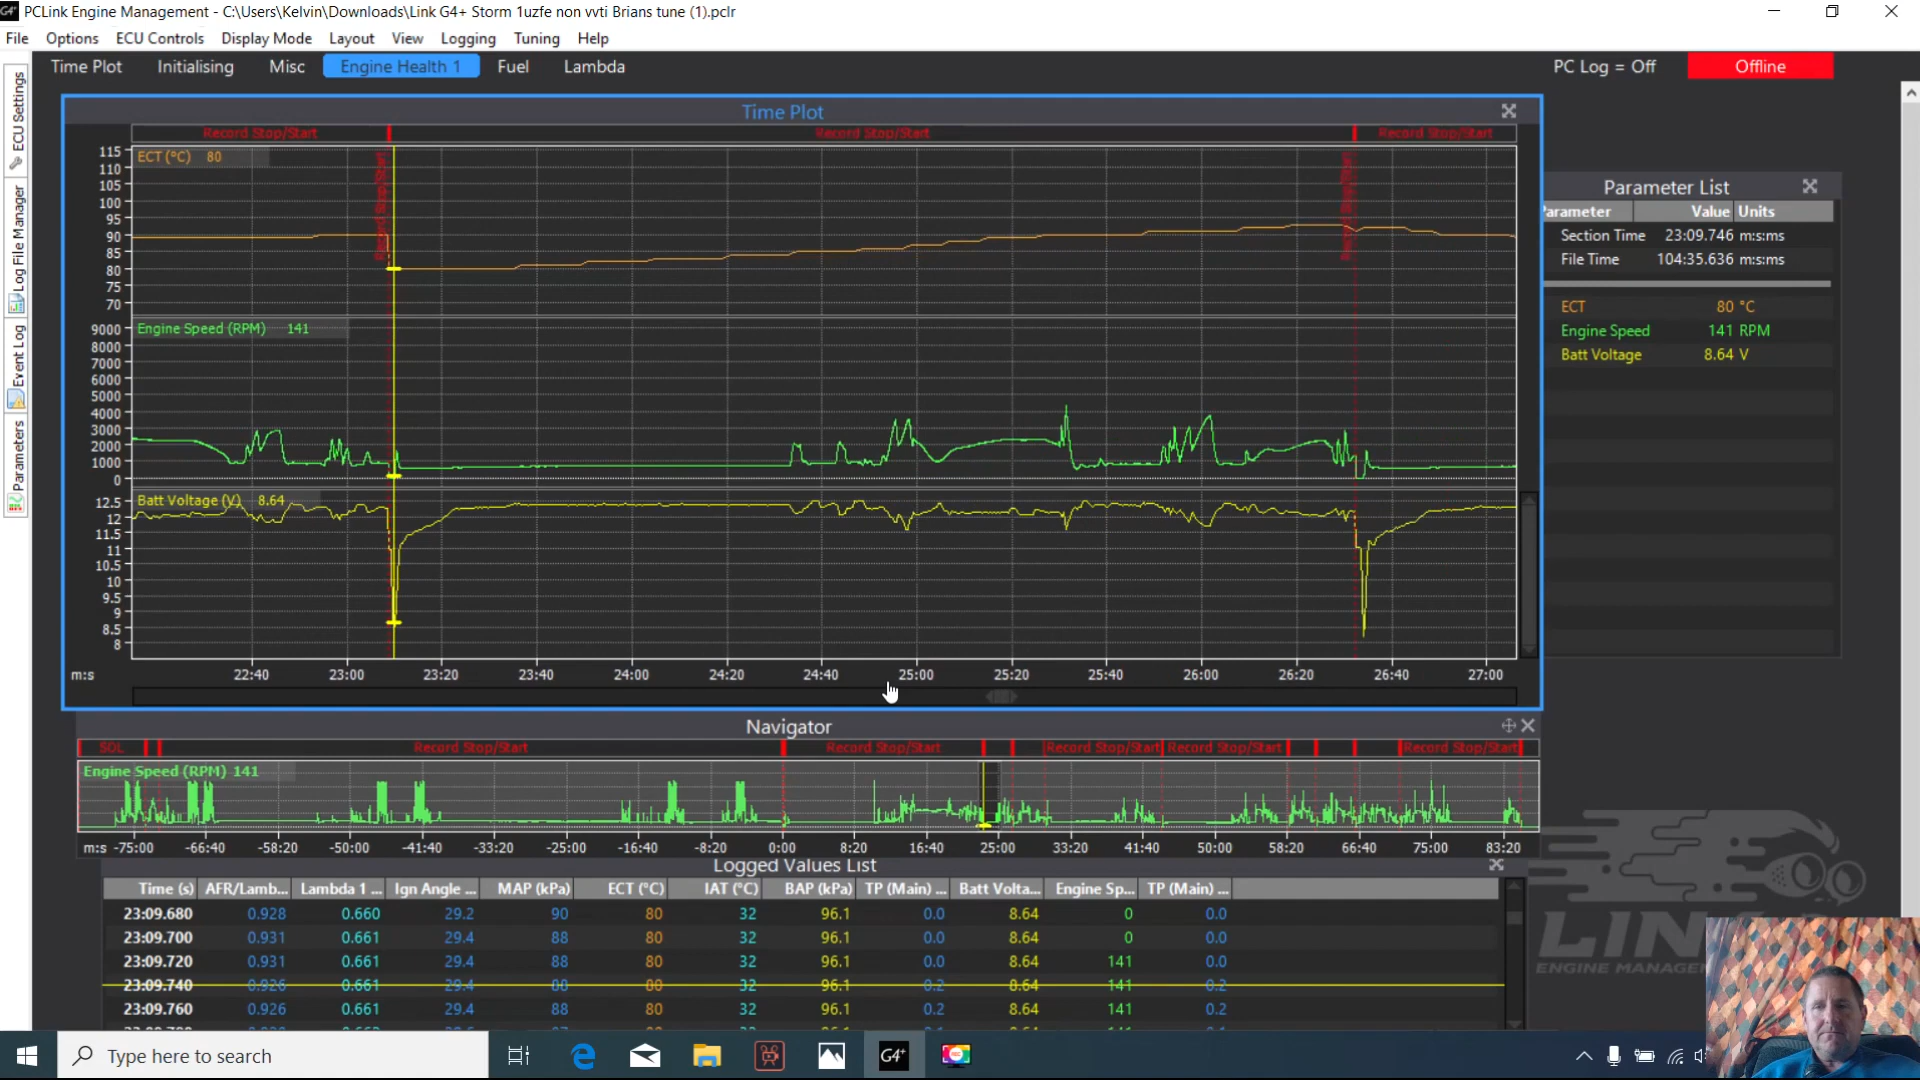 PCLink Engine Management - C:\Users\Kelvin\Downloads\Link G4+ Storm 1uzfe non vvti Brians tune (1).pclr
File Options ECU Controls Display Mode Layout View Logging Tuning Help
Time Plot Initialising Misc Engine Health 1 Fuel Lambda PC Log = Off Offline
ECU Settings
Log File Manager
Event Log
Parameters
Time Plot
Record Stop/Start Record Stop/Start Record Stop/Start
ECT (°C) 80
115
110
105
100
95
90
85
80
75
70
Record Stop/Start
Record Stop/Start
Engine Speed (RPM) 141
9000
8000
7000
6000
5000
4000
3000
2000
1000
0
Batt Voltage (V) 8.64
12.5
12
11.5
11
10.5
10
9.5
9
8.5
8
m:s 22:40 23:00 23:20 23:40 24:00 24:20 24:40 25:00 25:20 25:40 26:00 26:20 26:40 27:00
Parameter List
Parameter Value Units
Section Time 23:09.746 m:s:ms
File Time 104:35.636 m:s:ms
ECT 80 °C
Engine Speed 141 RPM
Batt Voltage 8.64 V
Navigator
SOL Record Stop/Start Record Stop/Start Record Stop/Start Record Stop/Start Record Stop/Start
Engine Speed (RPM) 141
m:s -75:00 -66:40 -58:20 -50:00 -41:40 -33:20 -25:00 -16:40 -8:20 0:00 8:20 16:40 25:00 33:20 41:40 50:00 58:20 66:40 75:00 83:20
Logged Values List
Time (s) AFR/Lamb... Lambda 1 ... Ign Angle ... MAP (kPa) ECT (°C) IAT (°C) BAP (kPa) TP (Main) ... Batt Volta... Engine Sp... TP (Main) ...
23:09.680 0.928 0.660 29.2 90 80 32 96.1 0.0 8.64 0 0.0
23:09.700 0.931 0.661 29.4 88 80 32 96.1 0.0 8.64 0 0.0
23:09.720 0.931 0.661 29.4 88 80 32 96.1 0.0 8.64 141 0.0
23:09.740 0.926 0.661 29.4 80 32 96.1 0.2 8.64 141 0.2
23:09.760 0.926 0.661 29.4 88 80 32 96.1 0.2 8.64 141 0.2
LIN
ENGINE MANAGEM
Type here to search
G4+